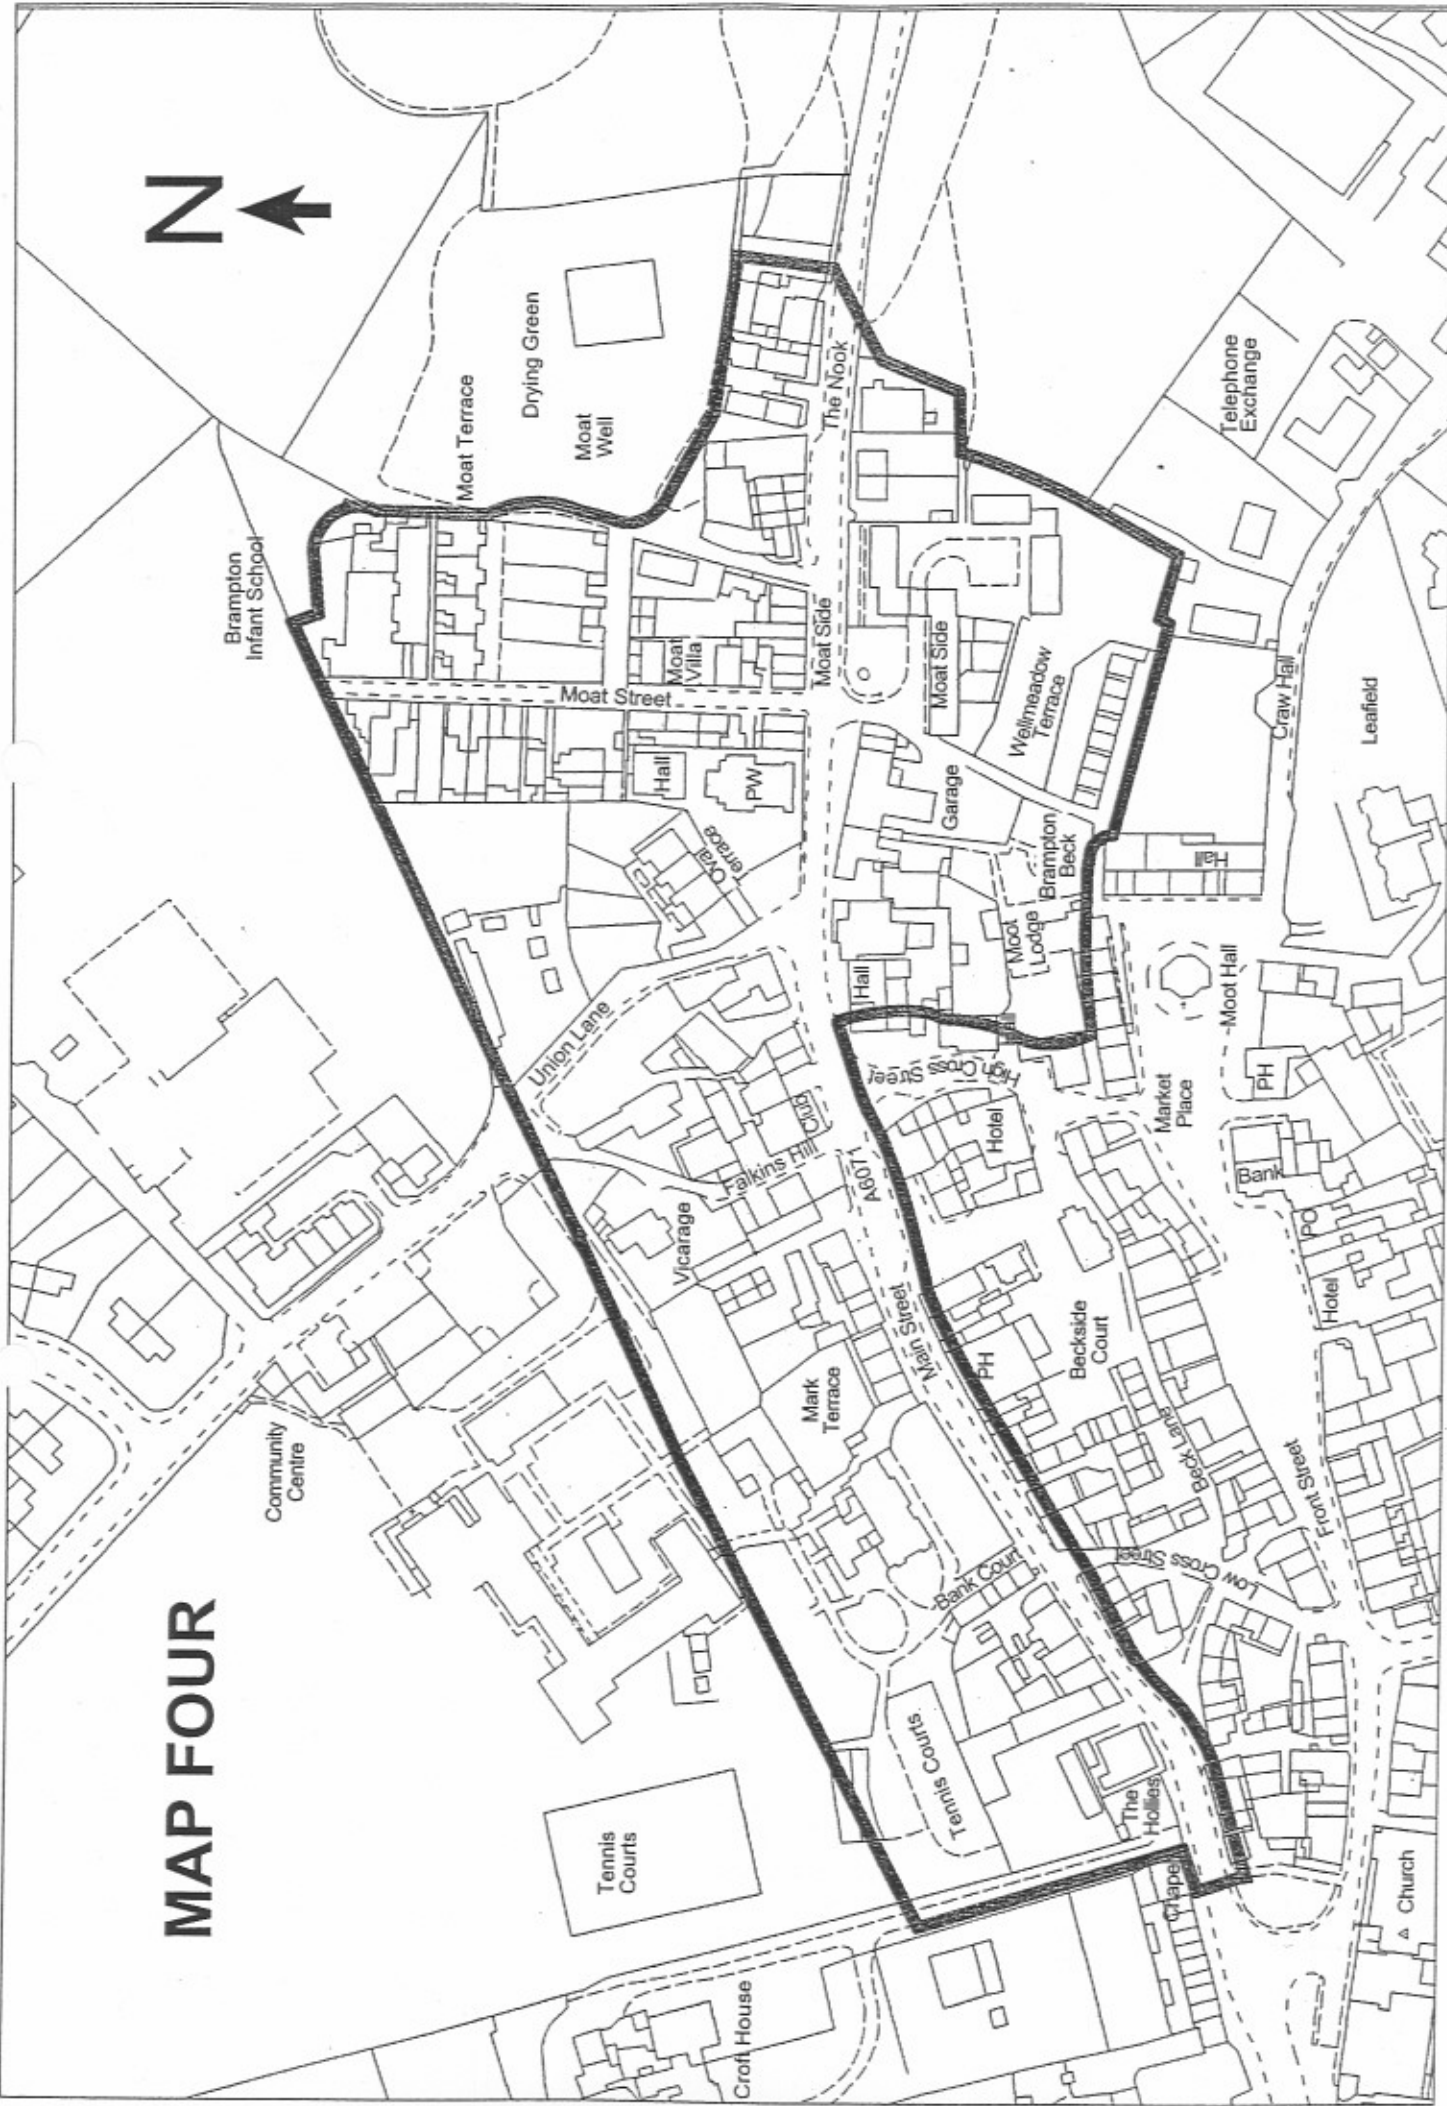 MAP FOUR
N
Brampton
Infant School
Moat Terrace
Drying Green
Moat
Well
Community
Centre
Tennis
Courts
Croft House
Union Lane
Oval
Terrace
Hall
PW
Moat Street
Moat
Villa
Moat Side
The Nook
Vicarage
Falkins Hill
Club
Mark
Terrace
Main Street
A6071
Bank Court
Tennis Courts
The
Hollies
Chapel
Hall
High Cross Street
Hotel
Moot
Lodge
Garage
Brampton
Beck
Moat Side
Wellmeadow
Terrace
Telephone
Exchange
PH
Beckside
Court
Beck Lane
Low Cross Street
Front Street
Market
Place
Moot Hall
PH
Bank
PO
Hotel
Hall
Craw Hall
Leafield
Church